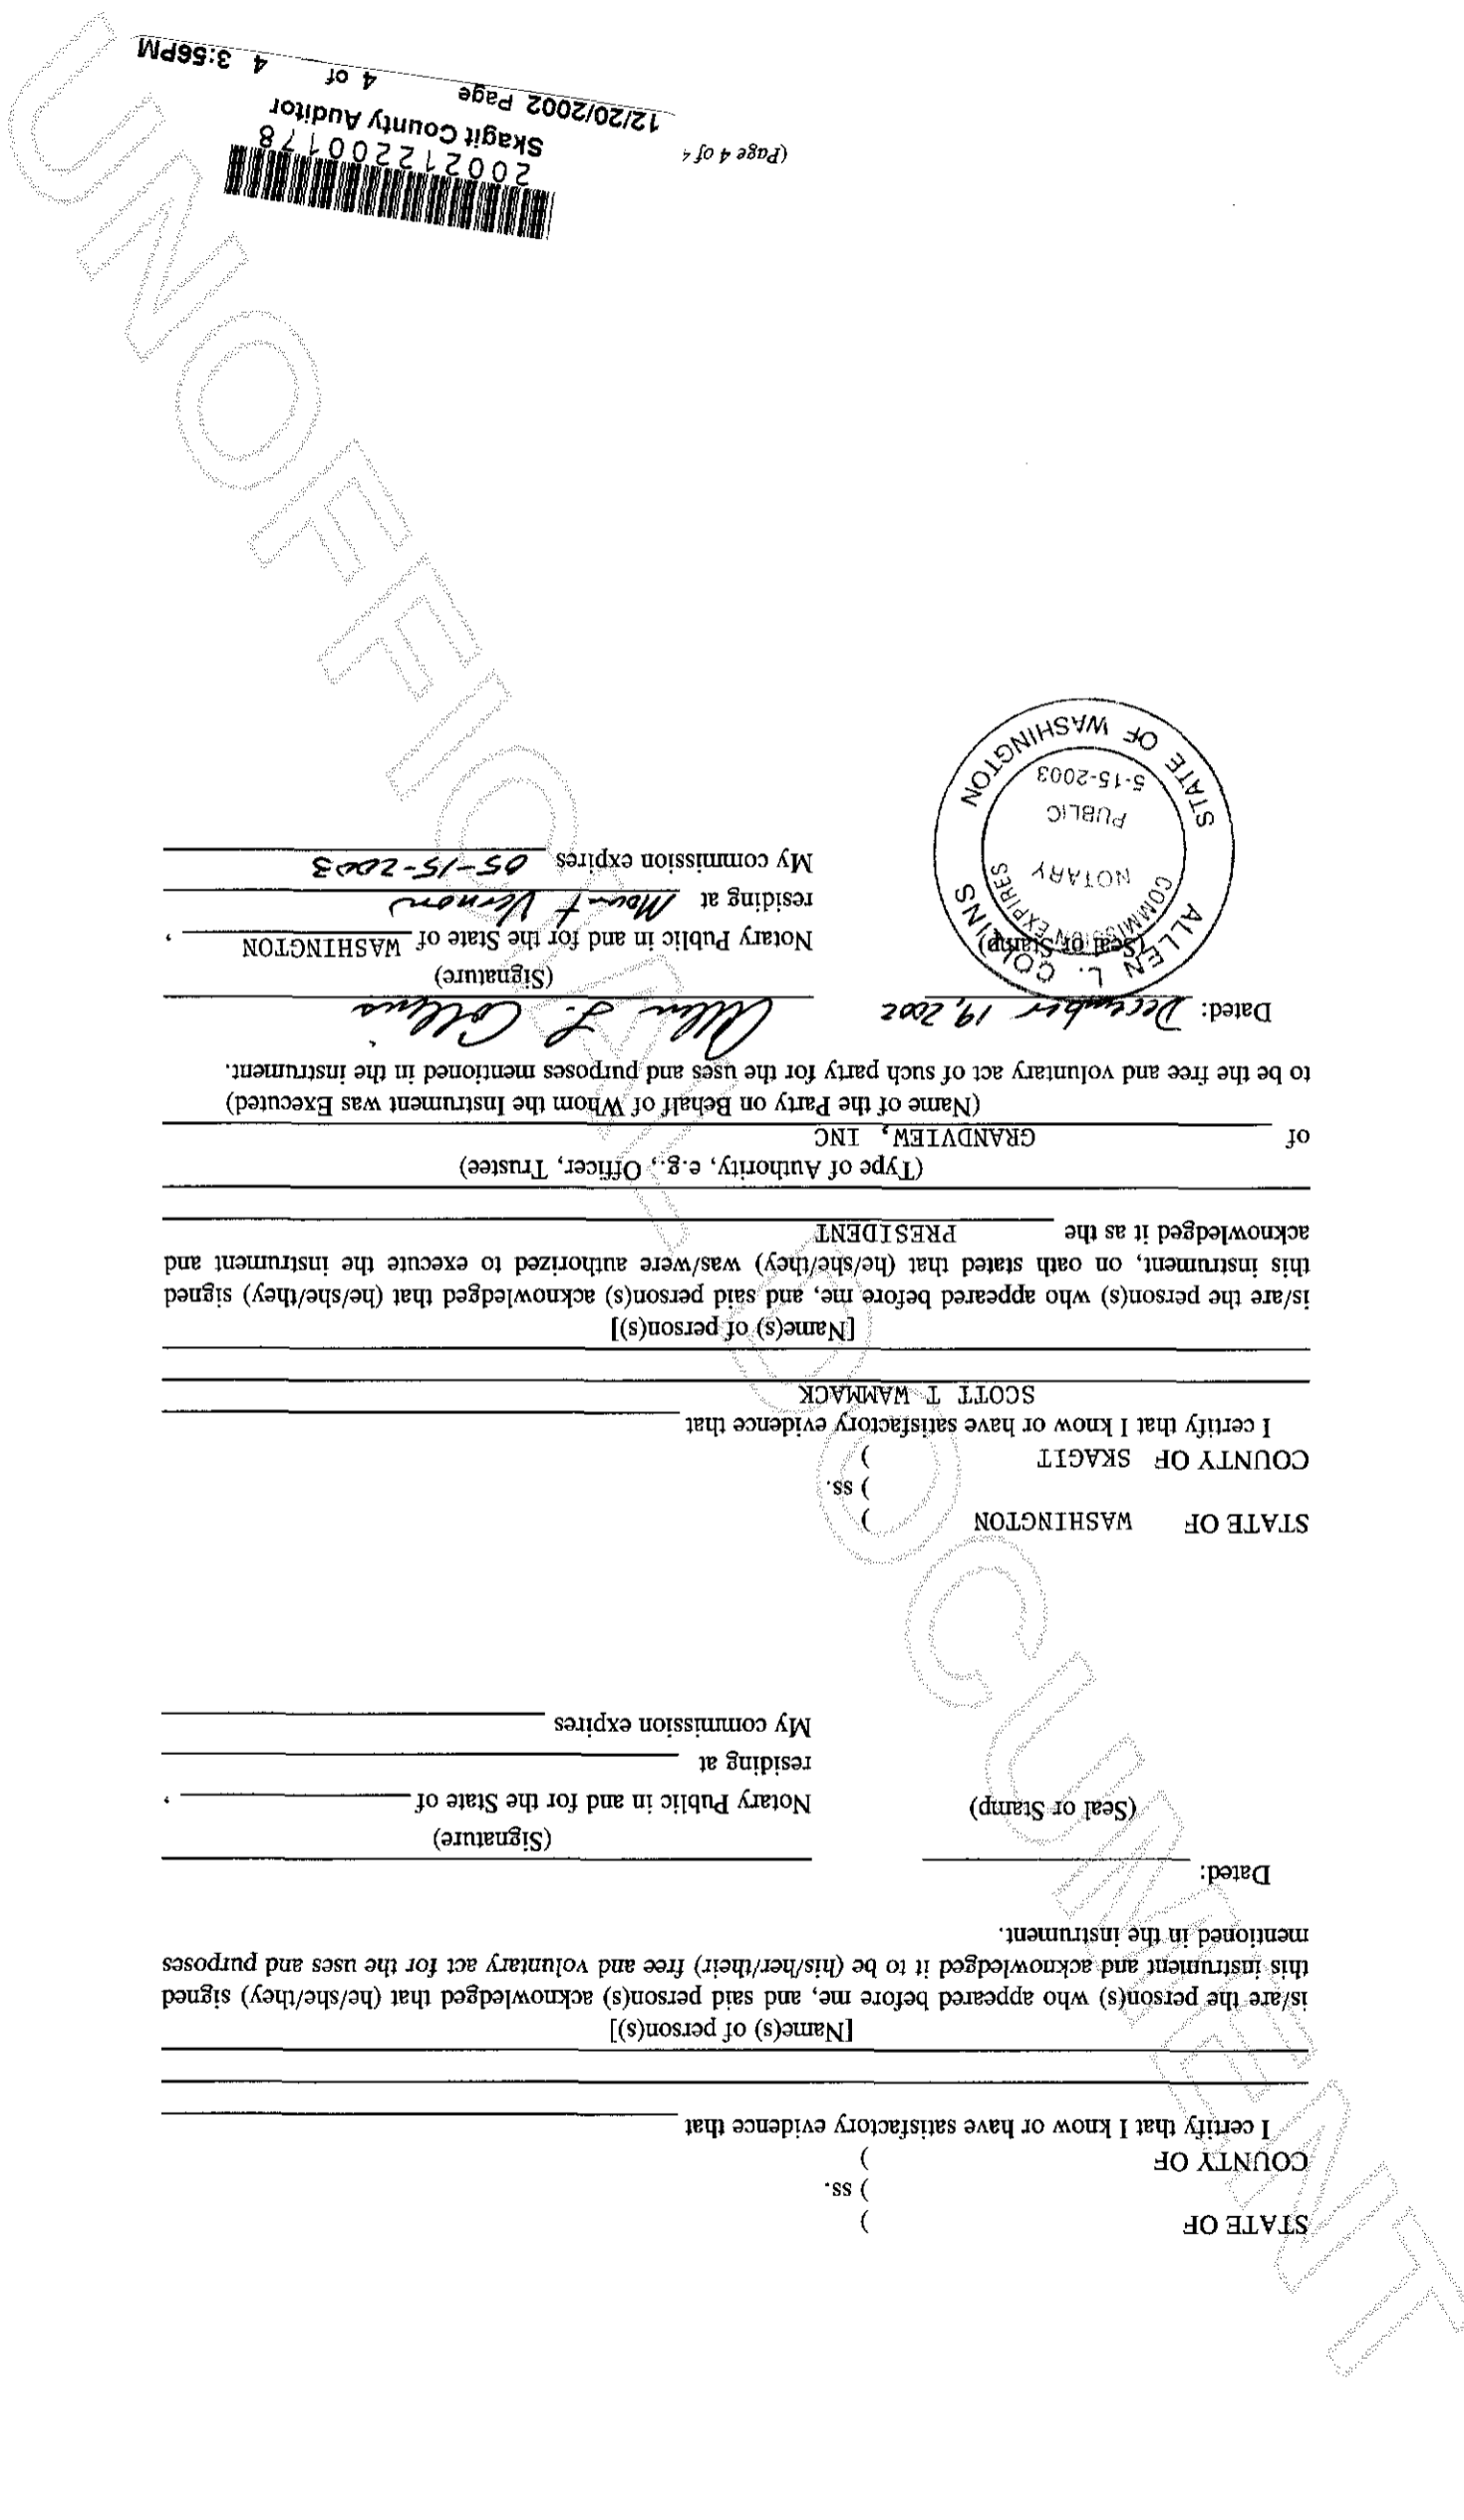 STATE OF )
) ss.
COUNTY OF )
I certify that I know or have satisfactory evidence that
[Name(s) of person(s)]
is/are the person(s) who appeared before me, and said person(s) acknowledged that (he/she/they) signed
this instrument and acknowledged it to be (his/her/their) free and voluntary act for the uses and purposes
mentioned in the instrument.
Dated:
(Signature)
(Seal or Stamp) Notary Public in and for the State of ,
residing at
My commission expires
STATE OF WASHINGTON )
) ss.
COUNTY OF SKAGIT )
I certify that I know or have satisfactory evidence that
SCOTT T WAMMACK
[Name(s) of person(s)]
is/are the person(s) who appeared before me, and said person(s) acknowledged that (he/she/they) signed
this instrument, on oath stated that (he/she/they) was/were authorized to execute the instrument and
acknowledged it as the PRESIDENT
(Type of Authority, e.g., Officer, Trustee)
of GRANDVIEW, INC
(Name of the Party on Behalf of Whom the Instrument was Executed)
to be the free and voluntary act of such party for the uses and purposes mentioned in the instrument.
Dated: December 19, 2002 Allen L. Collins
(Signature)
(Seal or Stamp) Notary Public in and for the State of WASHINGTON ,
residing at Mount Vernon
My commission expires 05-15-2003
ALLEN L. COLLINS
COMMISSION EXPIRES
NOTARY
PUBLIC
5-15-2003
STATE OF WASHINGTON
(Page 4 of 4
200212200178
Skagit County Auditor
12/20/2002 Page 4 of 4 3:56PM
UNOFFICIAL DOCUMENT